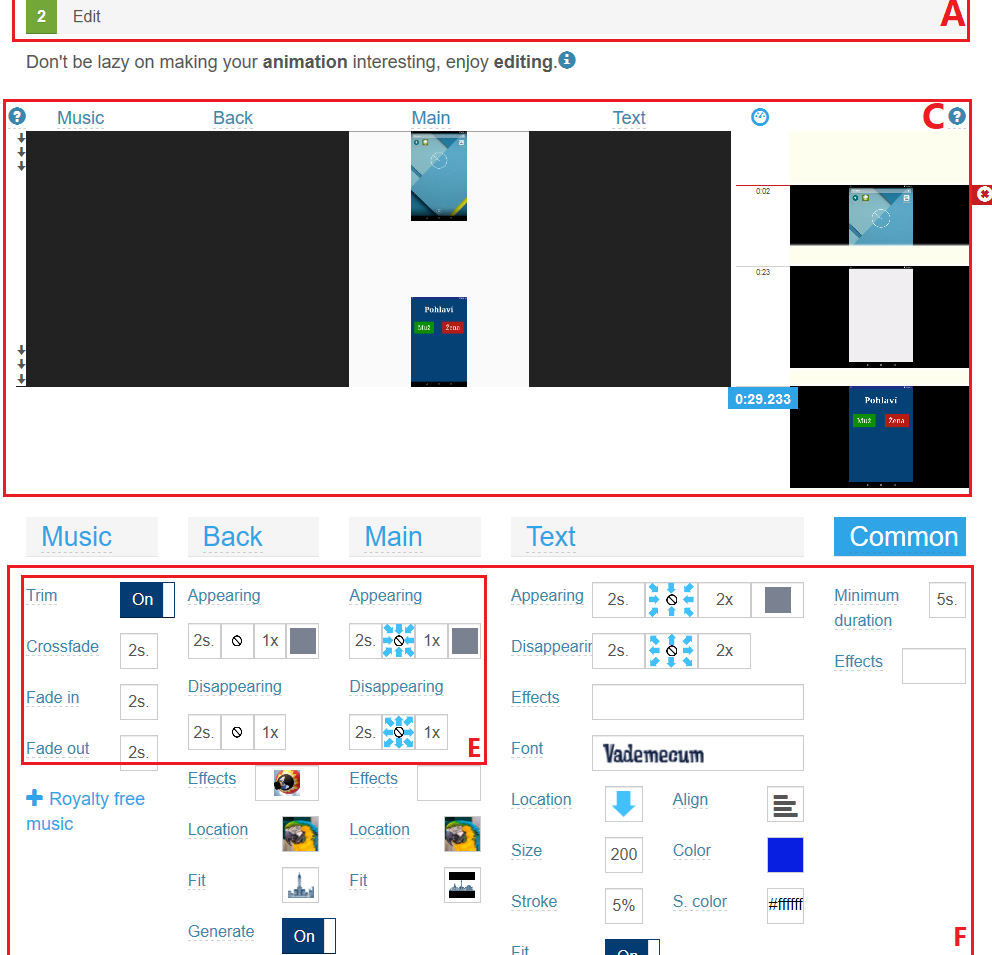 2 Edit A
Don't be lazy on making your animation interesting, enjoy editing.
Music Back Main Text C
0:02
0:23
Pohlaví
Muž Žena
0:29.233
Pohlaví
Muž Žena
Music Back Main Text Common
Trim On Appearing Appearing Appearing 2s. 2x Minimum duration 5s.
2s. 1x 2s. 1x
Crossfade 2s. Disappearin 2s. 2x
Effects
Disappearing Disappearing
Fade in 2s. Effects
2s. 1x 2s. 1x
Fade out 2s. E Font Vademecum
Effects Effects
Royalty free music
Location Align
Location Location
Size 200 Color
Fit Fit
Stroke 5% S. color #ffffff
Generate On F
Fit On